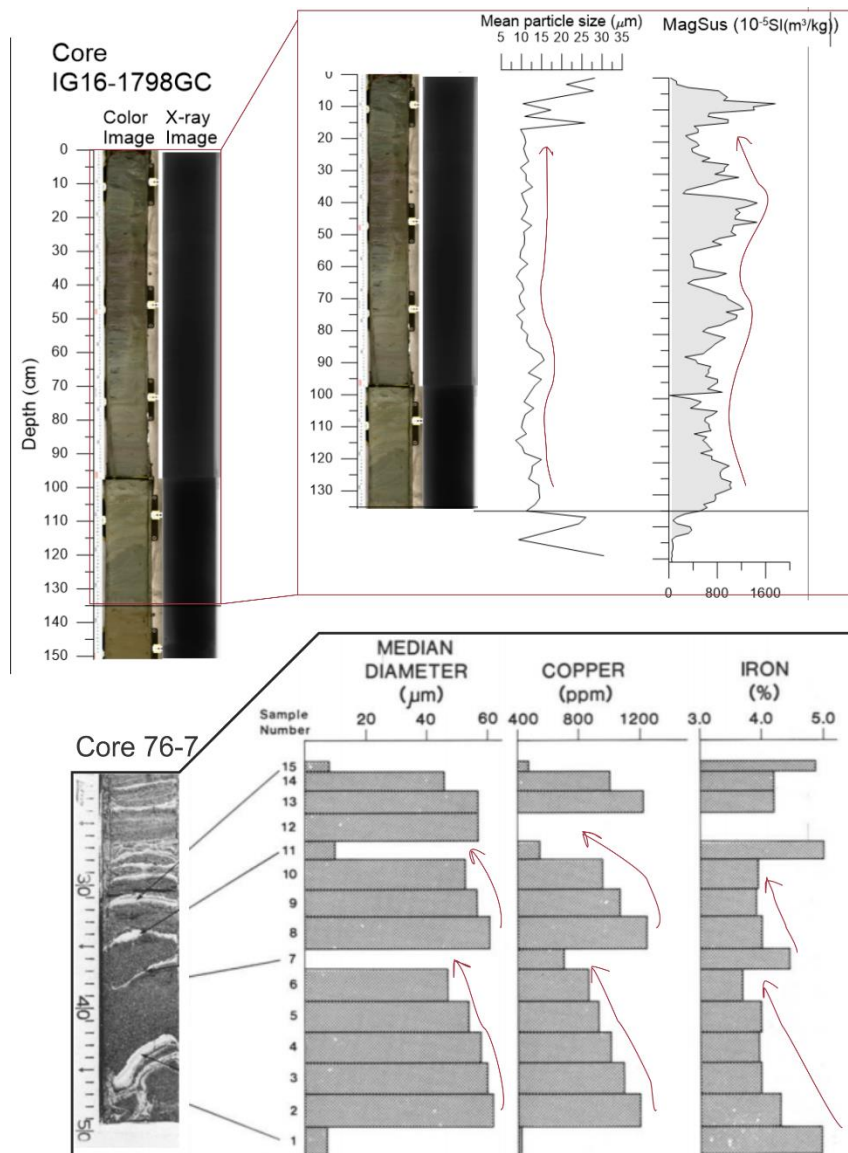 Core
IG16-1798GC
Color
Image
X-ray
Image
Depth (cm)
0
10
20
30
40
50
60
70
80
90
100
110
120
130
140
150
Mean particle size (µm)
5 10 15 20 25 30 35
MagSus (10⁻⁵SI(m³/kg))
0
10
20
30
40
50
60
70
80
90
100
110
120
130
0 800 1600
Core 76-7
30
40
50
Sample
Number
MEDIAN
DIAMETER
(µm)
20 40 60
COPPER
(ppm)
400 800 1200
IRON
(%)
3.0 4.0 5.0
15
14
13
12
11
10
9
8
7
6
5
4
3
2
1